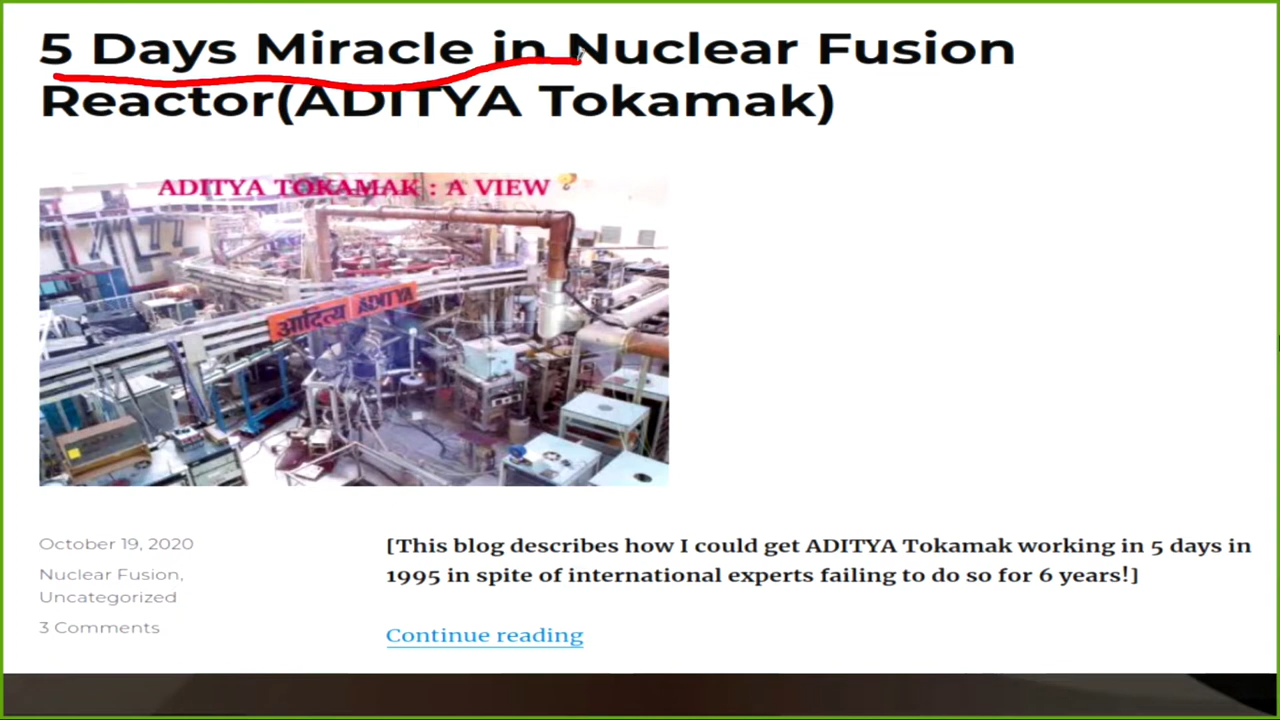 5 Days Miracle in Nuclear Fusion
Reactor(ADITYA Tokamak)
ADITYA TOKAMAK : A VIEW
आदित्य ADITYA
October 19, 2020
Nuclear Fusion,
Uncategorized
3 Comments
[This blog describes how I could get ADITYA Tokamak working in 5 days in
1995 in spite of international experts failing to do so for 6 years!]
Continue reading